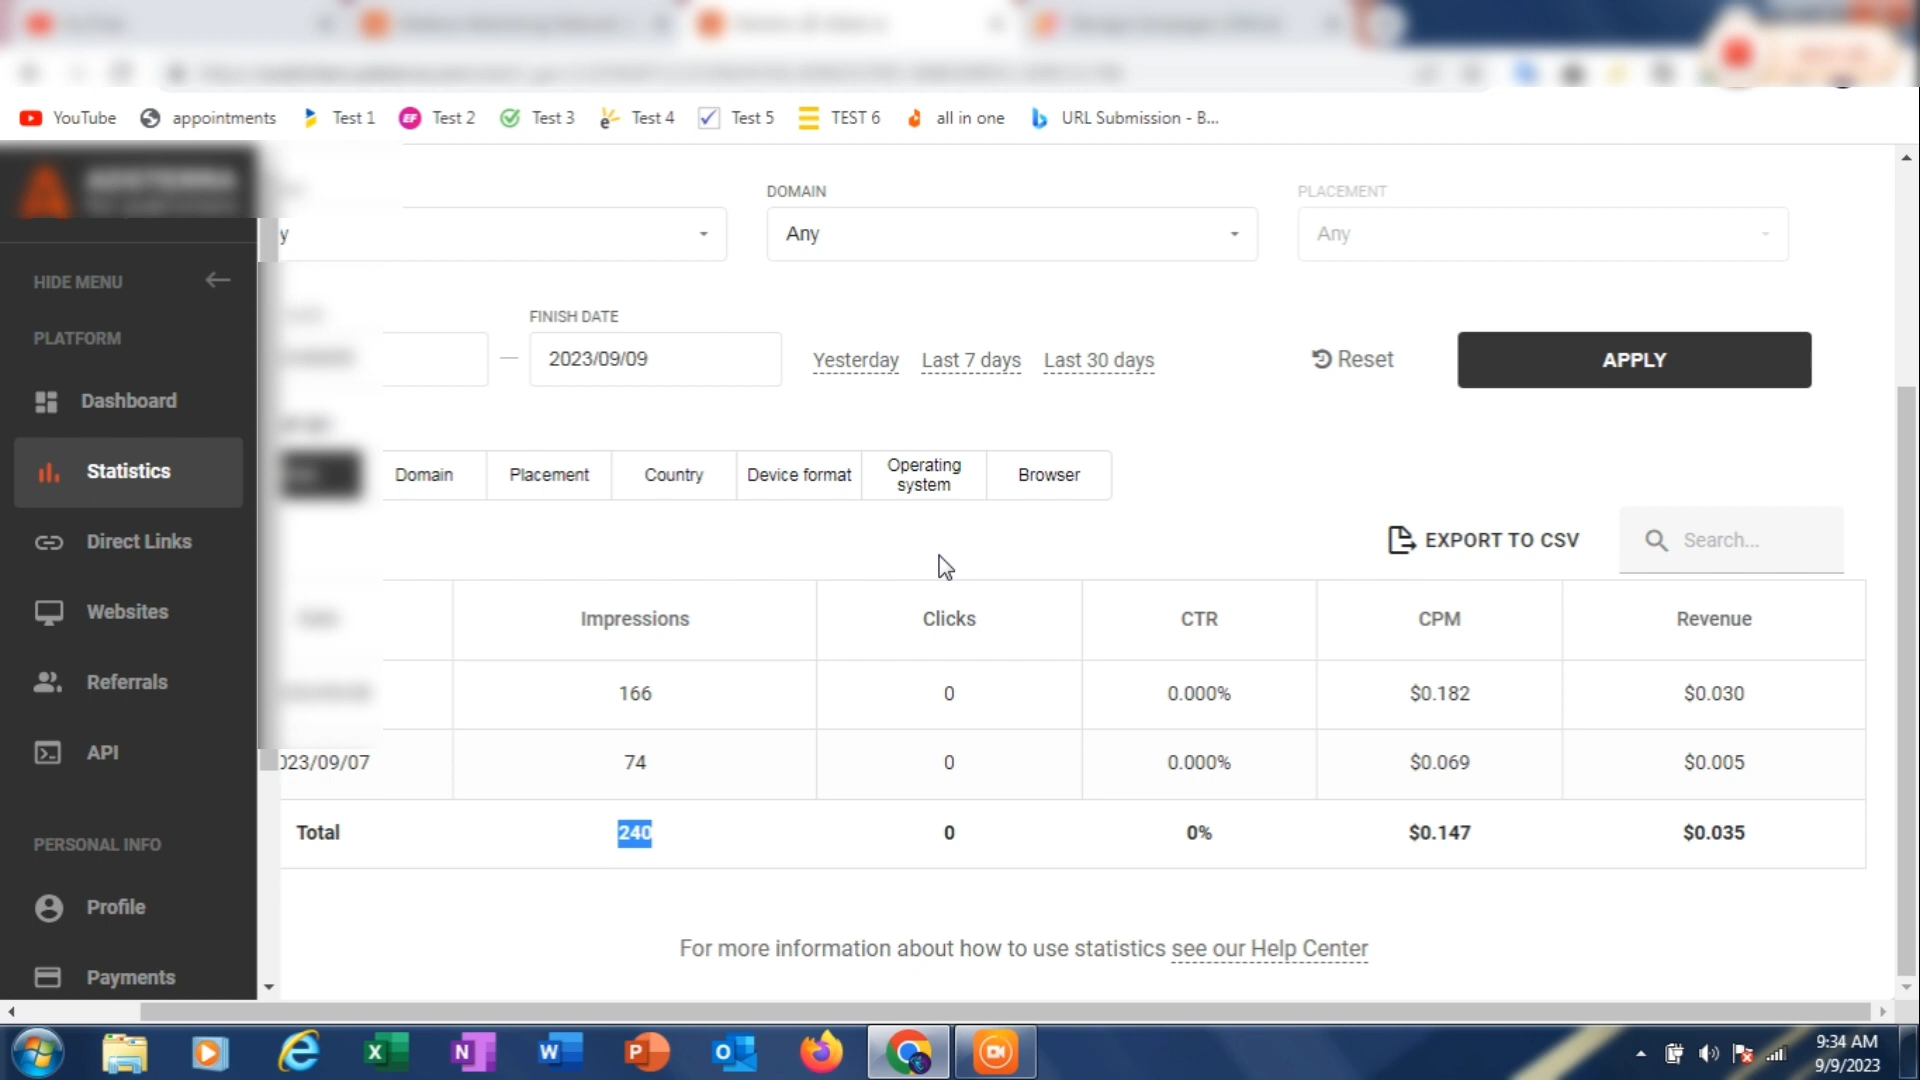 YouTube appointments Test 1 Test 2 Test 3 Test 4 Test 5 TEST 6 all in one URL Submission - B...
ADSTERRA
DOMAIN PLACEMENT
y Any Any
HIDE MENU
FINISH DATE
PLATFORM
2023/09/09 Yesterday Last 7 days Last 30 days Reset APPLY
Dashboard
Statistics
Domain Placement Country Device format Operating system Browser
Direct Links
EXPORT TO CSV Search...
Websites
Impressions Clicks CTR CPM Revenue
Referrals
166 0 0.000% $0.182 $0.030
API
023/09/07 74 0 0.000% $0.069 $0.005
Total 240 0 0% $0.147 $0.035
PERSONAL INFO
Profile
For more information about how to use statistics see our Help Center
Payments
9:34 AM
9/9/2023